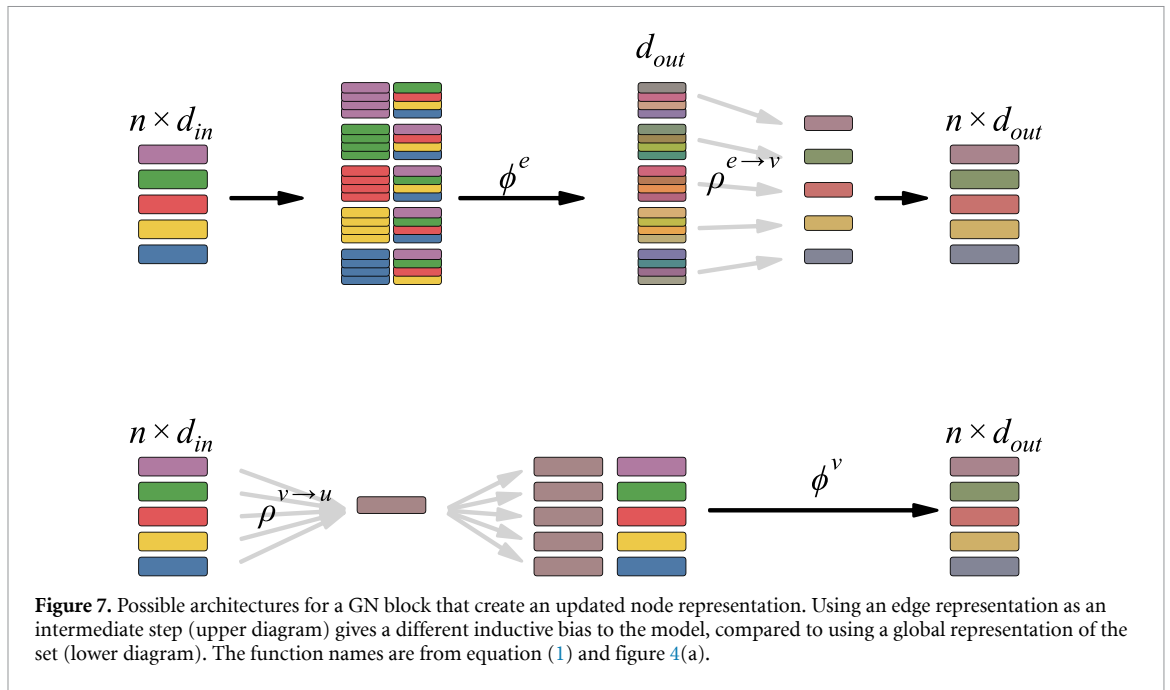 d_out
n × d_in
n × d_out
ϕ^e
ρ^{e→v}
n × d_in
n × d_out
ρ^{v→u}
ϕ^v
Figure 7. Possible architectures for a GN block that create an updated node representation. Using an edge representation as an
intermediate step (upper diagram) gives a different inductive bias to the model, compared to using a global representation of the
set (lower diagram). The function names are from equation (1) and figure 4(a).